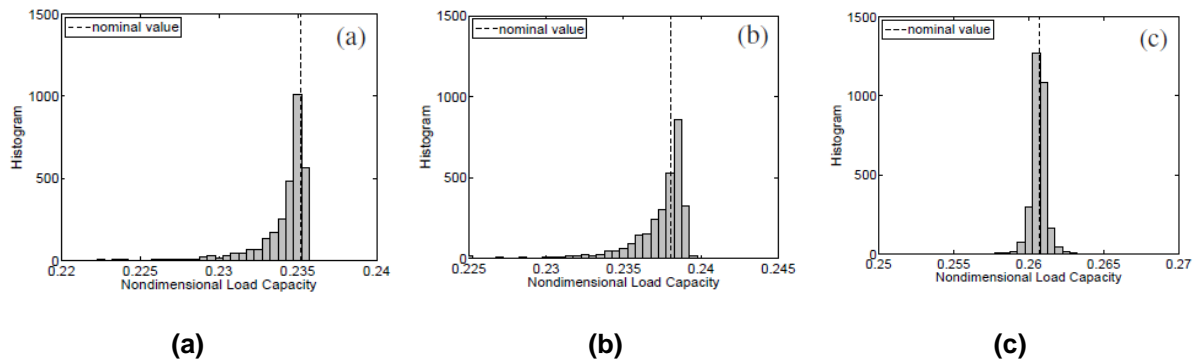 1500
nominal value
(a)
1000
Histogram
500
0
0.22
0.225
0.23
0.235
0.24
Nondimensional Load Capacity
1500
nominal value
(b)
1000
Histogram
500
0
0.225
0.23
0.235
0.24
0.245
Nondimensional Load Capacity
1500
nominal value
(c)
1000
Histogram
500
0
0.25
0.255
0.26
0.265
0.27
Nondimensional Load Capacity
(a)
(b)
(c)